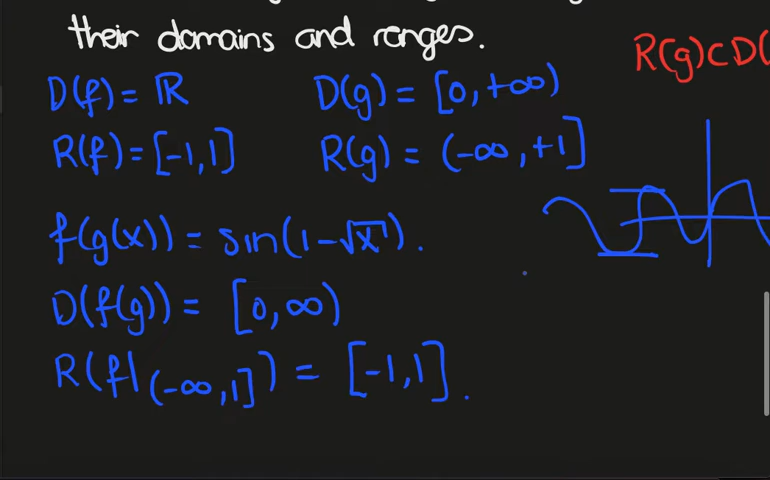 their domains and ranges.
R(g)⊂D(
D(f) = ℝ
D(g) = [0, +∞)
R(f) = [-1, 1]
R(g) = (-∞, +1]
f(g(x)) = sin(1-√x).
D(f(g)) = [0, ∞)
R(f|(-∞, 1]) = [-1, 1].